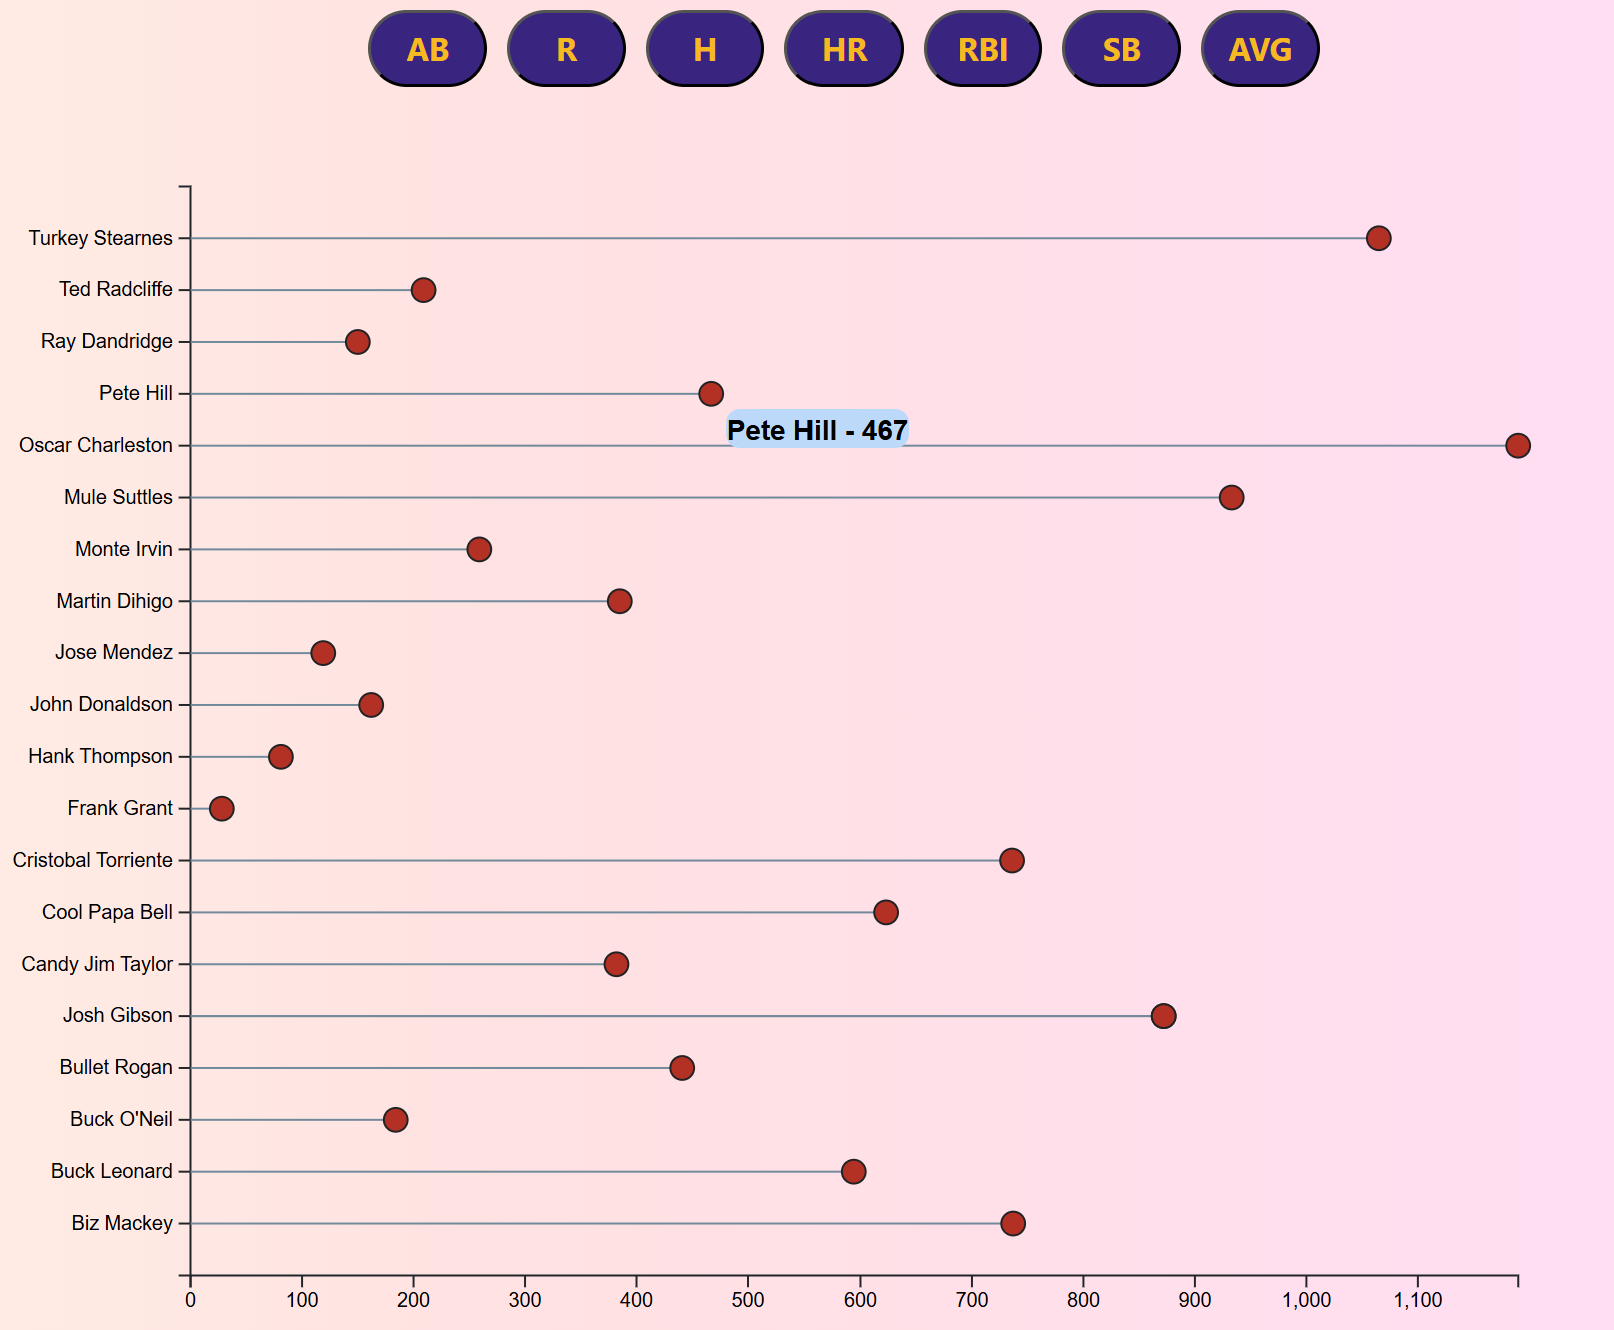 AB R H HR RBI SB AVG
Turkey Stearnes
Ted Radcliffe
Ray Dandridge
Pete Hill
Pete Hill - 467
Oscar Charleston
Mule Suttles
Monte Irvin
Martin Dihigo
Jose Mendez
John Donaldson
Hank Thompson
Frank Grant
Cristobal Torriente
Cool Papa Bell
Candy Jim Taylor
Josh Gibson
Bullet Rogan
Buck O'Neil
Buck Leonard
Biz Mackey
0 100 200 300 400 500 600 700 800 900 1,000 1,100